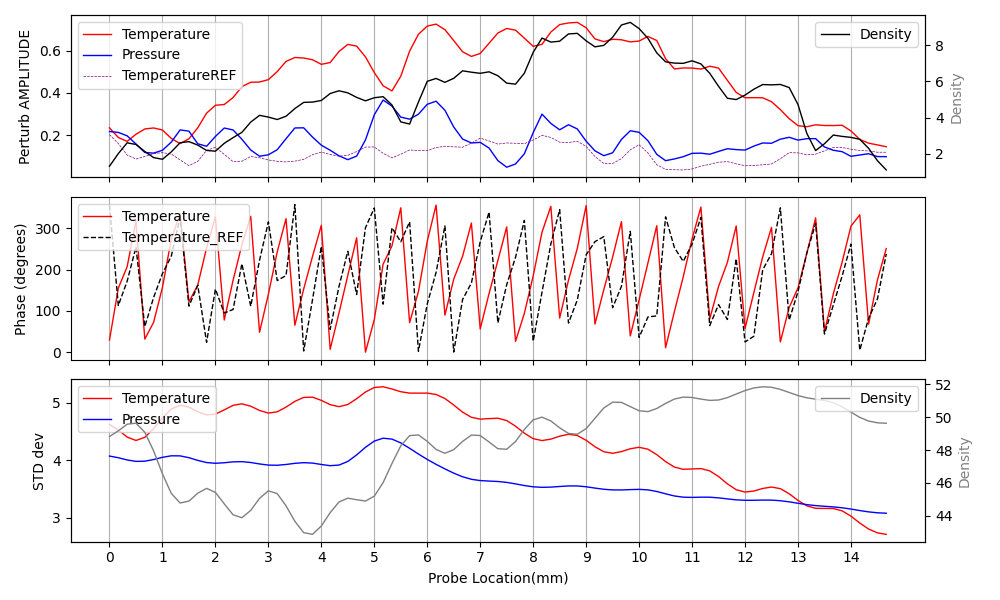 Temperature
Pressure
TemperatureREF
Density
Perturb AMPLITUDE
0.6
0.4
0.2
8
6
4
2
Density
Temperature
Temperature_REF
Phase (degrees)
300
200
100
0
Temperature
Pressure
Density
STD dev
5
4
3
52
50
48
46
44
Density
0 1 2 3 4 5 6 7 8 9 10 11 12 13 14
Probe Location(mm)